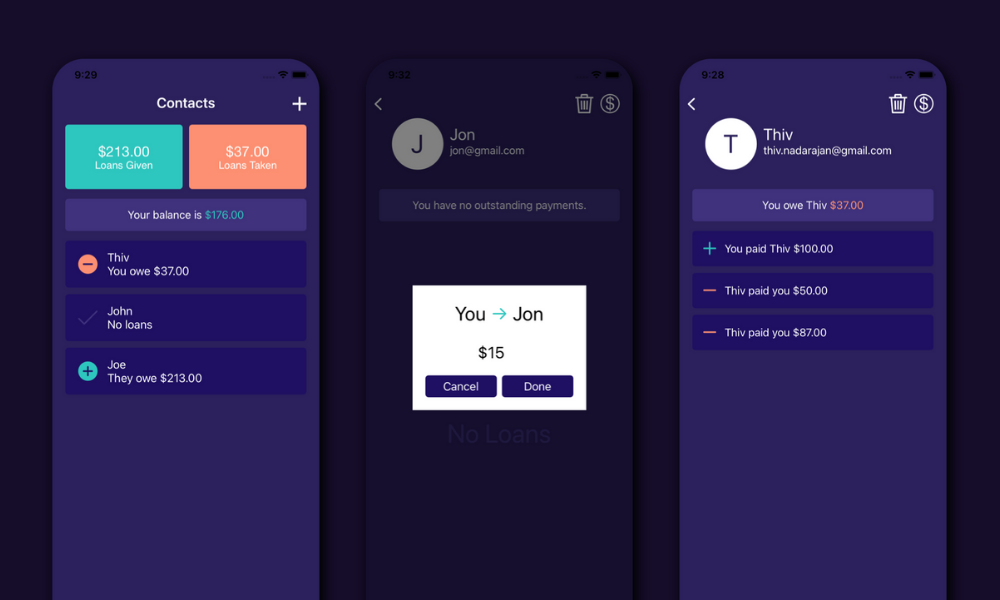 9:29
Contacts
$213.00
Loans Given
$37.00
Loans Taken
Your balance is $176.00
Thiv
You owe $37.00
John
No loans
Joe
They owe $213.00
9:32
J
Jon
jon@gmail.com
You have no outstanding payments.
You → Jon
$15
Cancel
Done
No Loans
9:28
T
Thiv
thiv.nadarajan@gmail.com
You owe Thiv $37.00
You paid Thiv $100.00
Thiv paid you $50.00
Thiv paid you $87.00